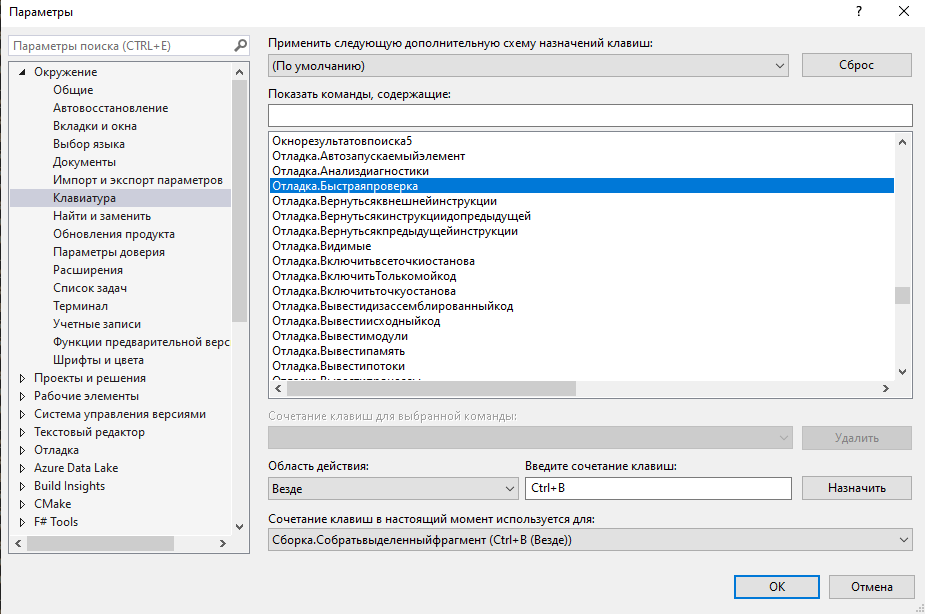 Параметры
?
Параметры поиска (CTRL+E)
Окружение
Общие
Автовосстановление
Вкладки и окна
Выбор языка
Документы
Импорт и экспорт параметров
Клавиатура
Найти и заменить
Обновления продукта
Параметры доверия
Расширения
Список задач
Терминал
Учетные записи
Функции предварительной верс
Шрифты и цвета
Проекты и решения
Рабочие элементы
Система управления версиями
Текстовый редактор
Отладка
Azure Data Lake
Build Insights
CMake
F# Tools
Применить следующую дополнительную схему назначений клавиш:
(По умолчанию)
Сброс
Показать команды, содержащие:
Окнорезультатовпоиска5
Отладка.Автозапускаемыйэлемент
Отладка.Анализдиагностики
Отладка.Быстраяпроверка
Отладка.Вернутьсяквнешнейинструкции
Отладка.Вернутьсякинструкциидопредыдущей
Отладка.Вернутьсякпредыдущейинструкции
Отладка.Видимые
Отладка.Включитьвсеточкиостанова
Отладка.ВключитьТолькомойкод
Отладка.Включитьточкуостанова
Отладка.Вывестидизассемблированныйкод
Отладка.Вывестиисходныйкод
Отладка.Вывестимодули
Отладка.Вывестипамять
Отладка.Вывестипотоки
Отладка.Вывестипроцессы
Сочетание клавиш для выбранной команды:
Удалить
Область действия:
Введите сочетание клавиш:
Везде
Ctrl+B
Назначить
Сочетание клавиш в настоящий момент используется для:
Сборка.Собратьвыделенныйфрагмент (Ctrl+B (Везде))
OK
Отмена